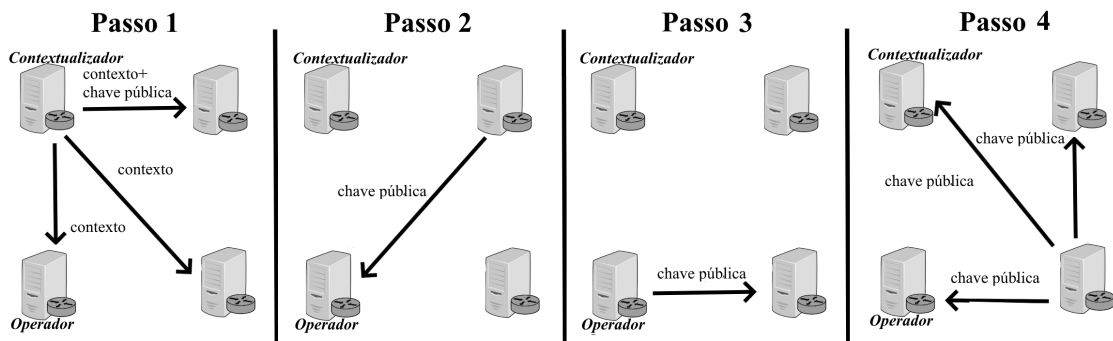 Passo 1
Contextualizador
contexto+
chave pública
contexto
contexto
Operador
Passo 2
Contextualizador
chave pública
Operador
Passo 3
Contextualizador
chave pública
Operador
Passo 4
Contextualizador
chave pública
chave pública
chave pública
Operador